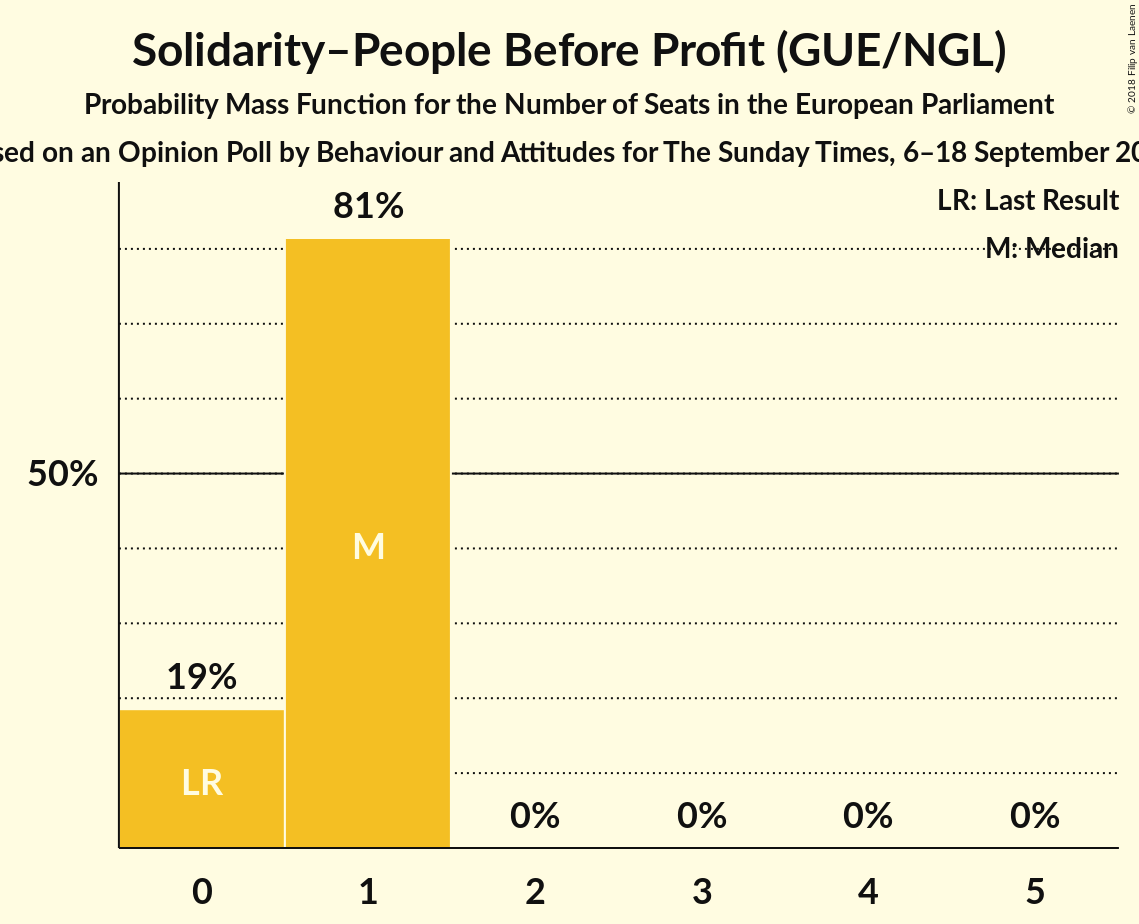 Solidarity–People Before Profit (GUE/NGL)
Probability Mass Function for the Number of Seats in the European Parliament
on an Opinion Poll by Behaviour and Attitudes for The Sunday Times, 6–18 September
© 2018 Filip van Laenen
LR: Last Result
M: Median
81%
50%
M
19%
LR
0% 0% 0% 0%
0 1 2 3 4 5